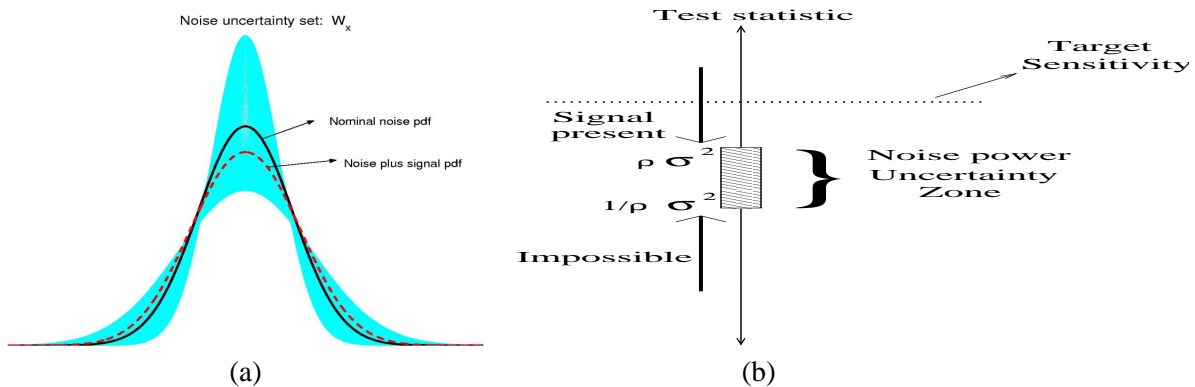 Noise uncertainty set: Wx
Nominal noise pdf
Noise plus signal pdf
(a)
Test statistic
Target
Sensitivity
Signal
present
ρ σ²
1/ρ σ²
Impossible
Noise power
Uncertainty
Zone
(b)